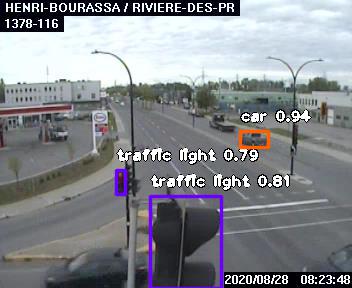 HENRI-BOURASSA / RIVIERE-DES-PR
1378-116
car 0.94
traffic light 0.79
traffic light 0.81
2020/08/28 08:23:48